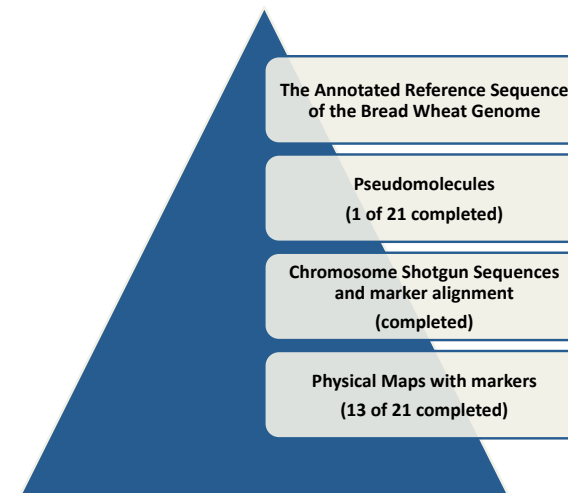 The Annotated Reference Sequence
of the Bread Wheat Genome
Pseudomolecules
(1 of 21 completed)
Chromosome Shotgun Sequences
and marker alignment
(completed)
Physical Maps with markers
(13 of 21 completed)